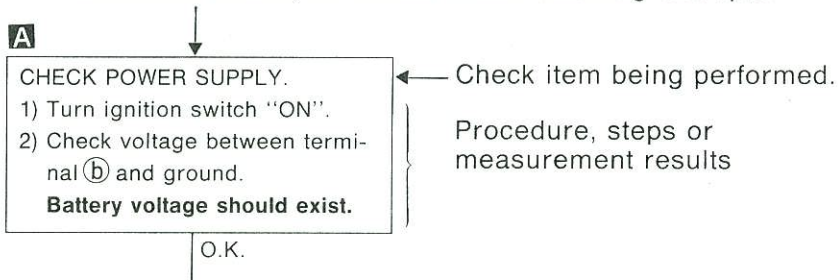 A
CHECK POWER SUPPLY.
1) Turn ignition switch "ON".
2) Check voltage between termi-
nal ⓑ and ground.
Battery voltage should exist.
O.K.
Check item being performed.
Procedure, steps or
measurement results